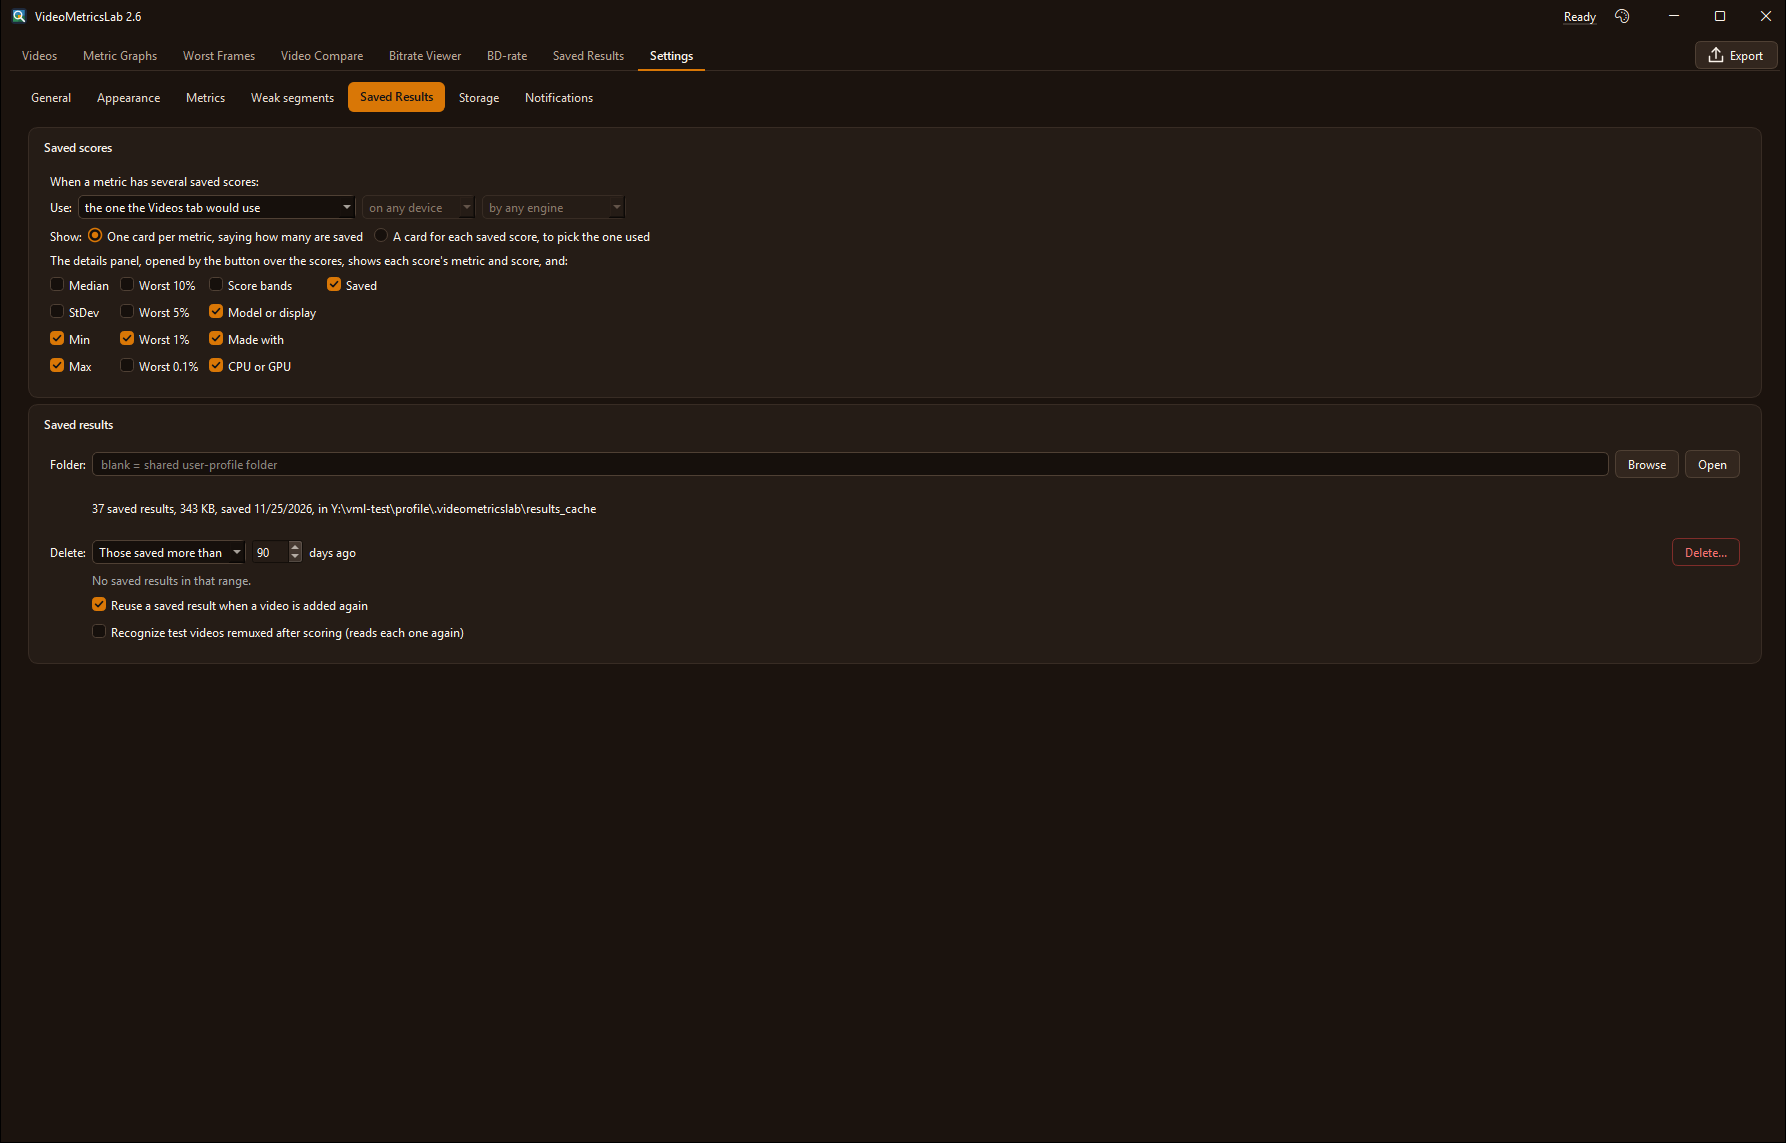 VideoMetricsLab 2.6
Ready
Videos Metric Graphs Worst Frames Video Compare Bitrate Viewer BD-rate Saved Results Settings
Export
General Appearance Metrics Weak segments Saved Results Storage Notifications
Saved scores
When a metric has several saved scores:
Use: the one the Videos tab would use on any device by any engine
Show: One card per metric, saying how many are saved A card for each saved score, to pick the one used
The details panel, opened by the button over the scores, shows each score's metric and score, and:
Median Worst 10% Score bands Saved
StDev Worst 5% Model or display
Min Worst 1% Made with
Max Worst 0.1% CPU or GPU
Saved results
Folder: blank = shared user-profile folder Browse Open
37 saved results, 343 KB, saved 11/25/2026, in Y:\vml-test\profile\.videometricslab\results_cache
Delete: Those saved more than 90 days ago Delete...
No saved results in that range.
Reuse a saved result when a video is added again
Recognize test videos remuxed after scoring (reads each one again)